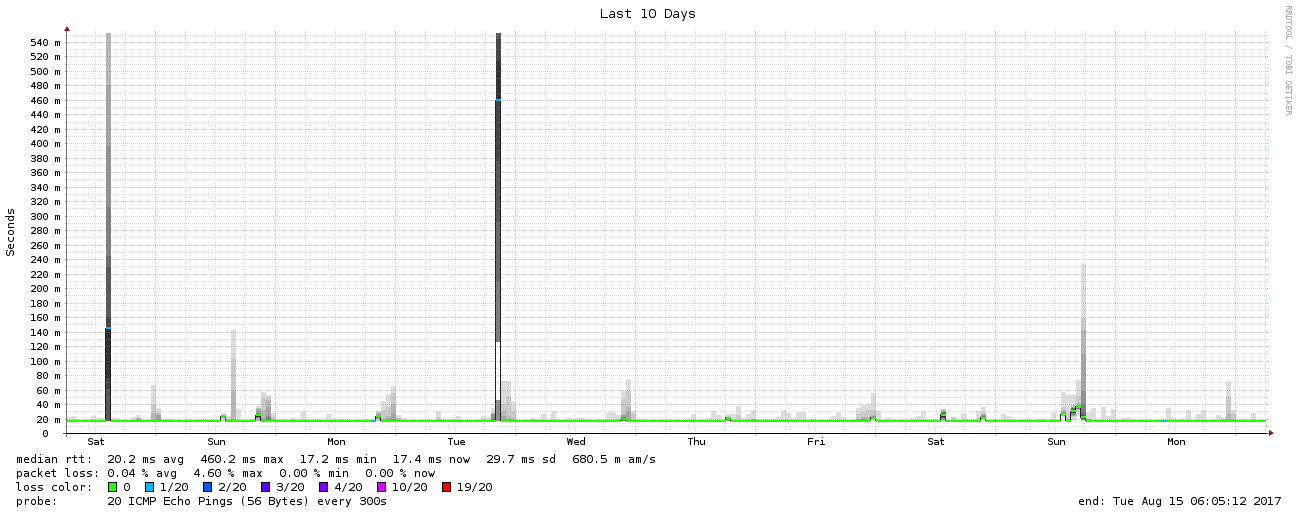 Last 10 Days
RRDTOOL / TOBI OETIKER
Seconds
540 m
520 m
500 m
480 m
460 m
440 m
420 m
400 m
380 m
360 m
340 m
320 m
300 m
280 m
260 m
240 m
220 m
200 m
180 m
160 m
140 m
120 m
100 m
80 m
60 m
40 m
20 m
0
Sat Sun Mon Tue Wed Thu Fri Sat Sun Mon
median rtt: 20.2 ms avg 460.2 ms max 17.2 ms min 17.4 ms now 29.7 ms sd 680.5 m am/s
packet loss: 0.04 % avg 4.60 % max 0.00 % min 0.00 % now
loss color: 0 1/20 2/20 3/20 4/20 10/20 19/20
probe: 20 ICMP Echo Pings (56 Bytes) every 300s end: Tue Aug 15 06:05:12 2017